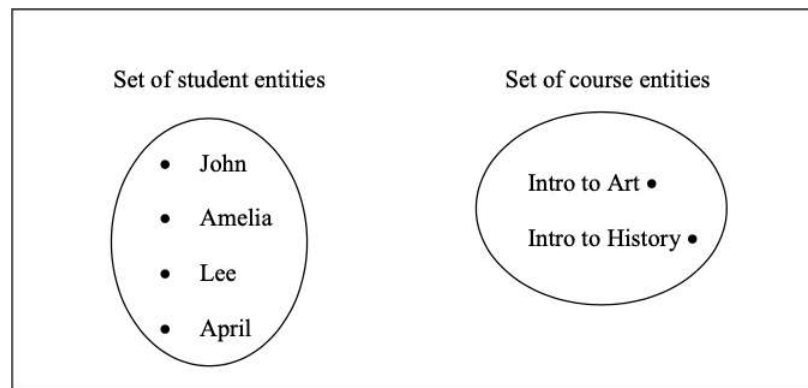 Set of student entities
Set of course entities
John
Amelia
Lee
April
Intro to Art
Intro to History